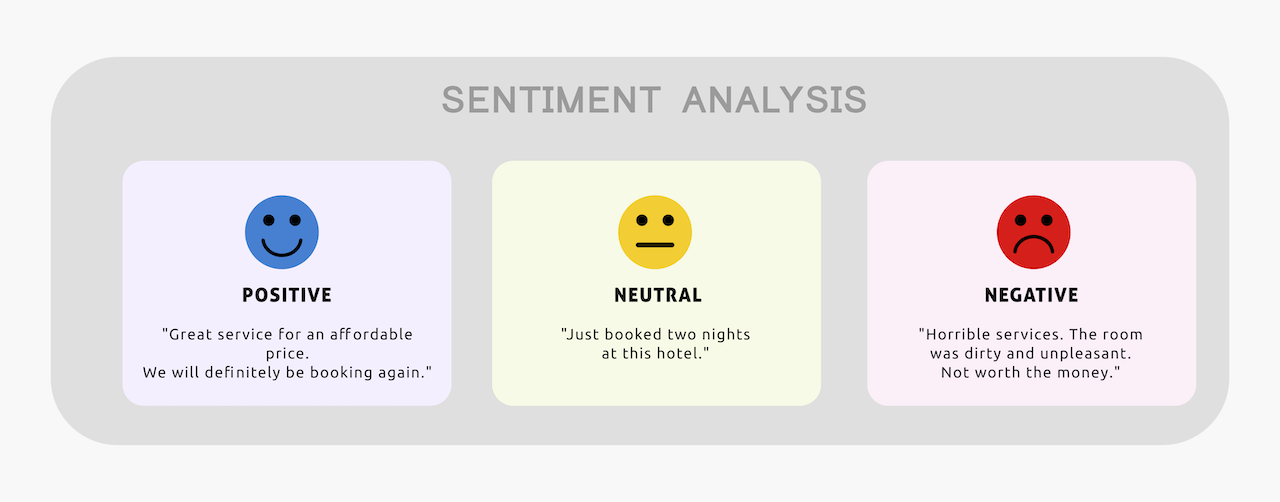 SENTIMENT ANALYSIS
POSITIVE
"Great service for an affordable
price.
We will definitely be booking again."
NEUTRAL
"Just booked two nights
at this hotel."
NEGATIVE
"Horrible services. The room
was dirty and unpleasant.
Not worth the money."